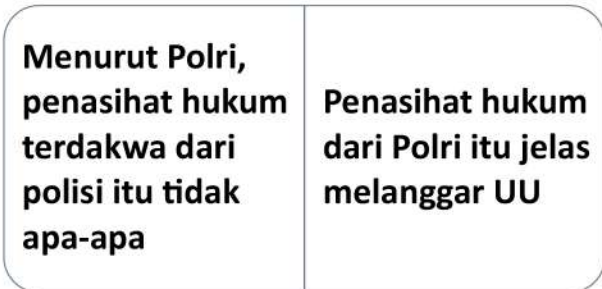 Menurut Polri,
penasihat hukum
terdakwa dari
polisi itu tidak
apa-apa
Penasihat hukum
dari Polri itu jelas
melanggar UU